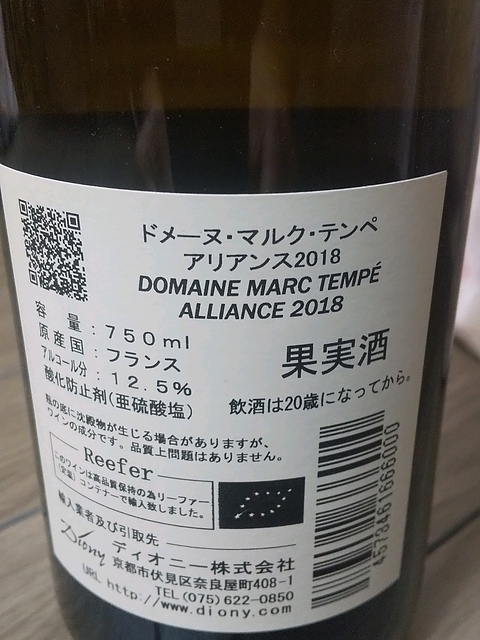 ドメーヌ・マルク・テンペ
アリアンス2018
DOMAINE MARC TEMPÉ
ALLIANCE 2018
容量:750ml
原産国:フランス
アルコール分:12.5%
酸化防止剤(亜硫酸塩)
果実酒
飲酒は20歳になってから。
瓶の底に沈殿物が生じる場合がありますが、
ワインの成分です。品質上問題はありません。
Reefer
このワインは高品質保持の為リーファー
(定温)コンテナーで輸入致しました。
輸入業者及び引取先
Diony ディオニー株式会社
京都市伏見区奈良屋町408-1
TEL(075)622-0850
URL http://www.diony.com
4573461666000